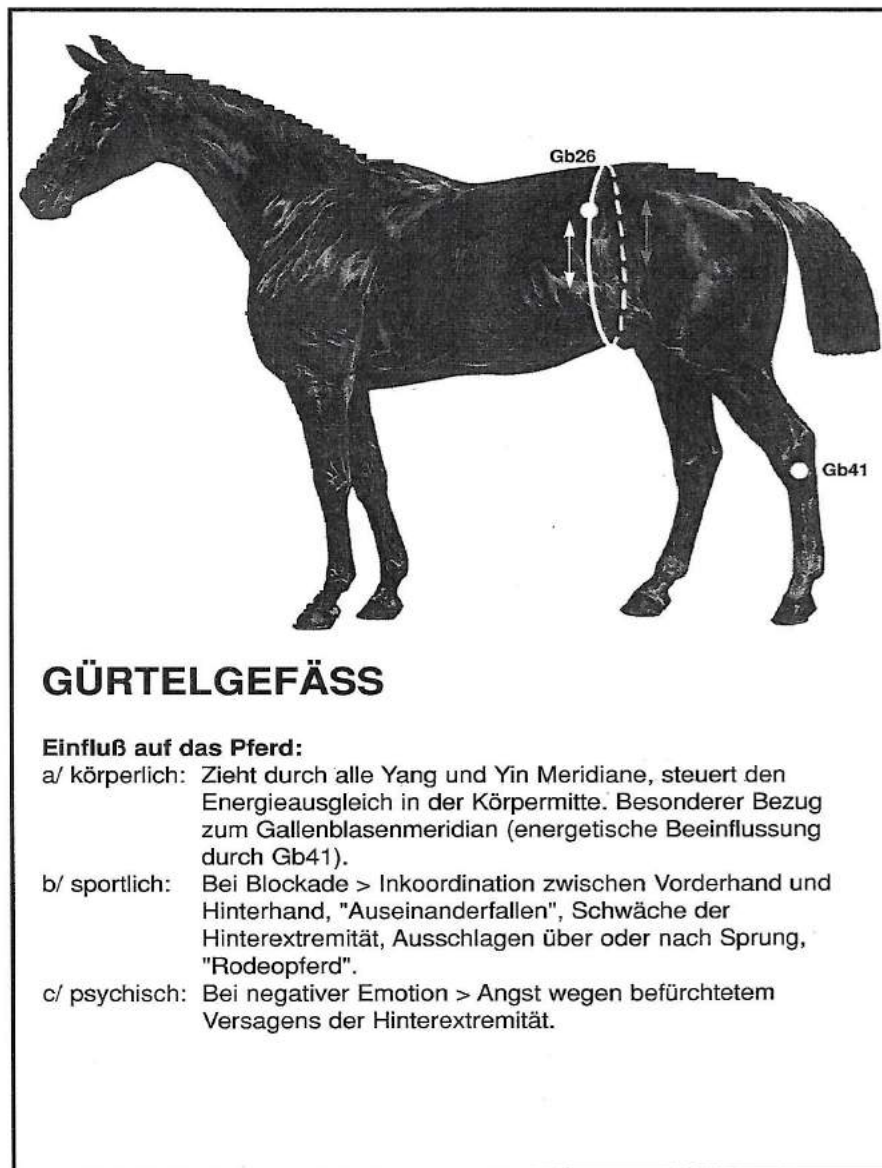 Gb26
Gb41
GÜRTELGEFÄSS
Einfluß auf das Pferd:
a/ körperlich: Zieht durch alle Yang und Yin Meridiane, steuert den
Energieausgleich in der Körpermitte. Besonderer Bezug
zum Gallenblasenmeridian (energetische Beeinflussung
durch Gb41).
b/ sportlich: Bei Blockade > Inkoordination zwischen Vorderhand und
Hinterhand, "Auseinanderfallen", Schwäche der
Hinterextremität, Ausschlagen über oder nach Sprung,
"Rodeopferd".
c/ psychisch: Bei negativer Emotion > Angst wegen befürchtetem
Versagens der Hinterextremität.